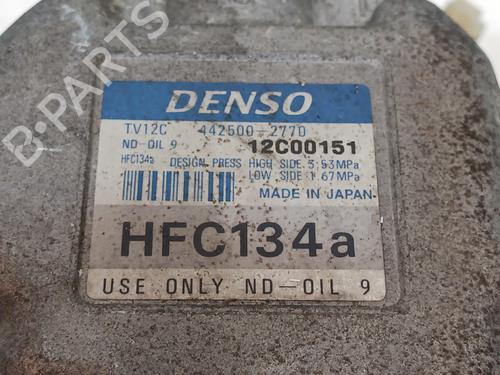 DENSO
TV12C 442500-2770
ND-OIL 9 12C00151
HFC134a DESIGN PRESS HIGH SIDE 3.53MPa
LOW SIDE 1.67MPa
MADE IN JAPAN
HFC134a
USE ONLY ND-OIL 9
B-PARTS